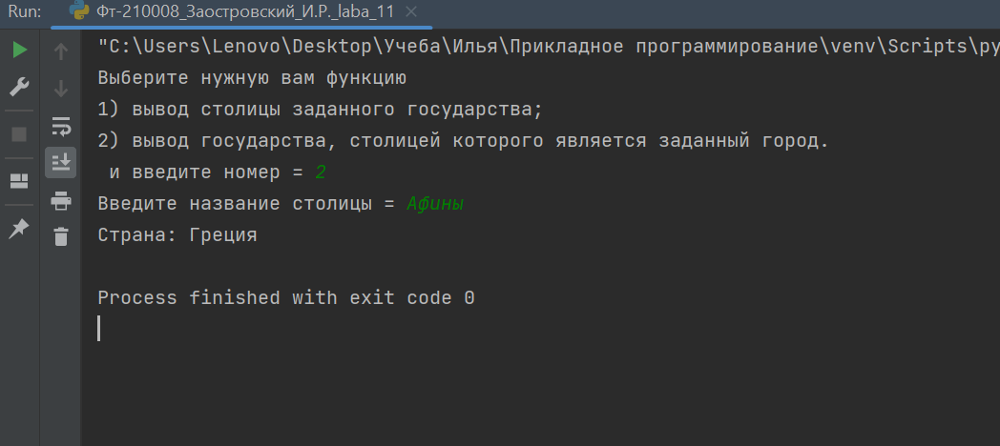 Run: Фт-210008_Заостровский_И.Р._laba_11
"C:\Users\Lenovo\Desktop\Учеба\Илья\Прикладное программирование\venv\Scripts\py
Выберите нужную вам функцию
1) вывод столицы заданного государства;
2) вывод государства, столицей которого является заданный город.
и введите номер = 2
Введите название столицы = Афины
Страна: Греция
Process finished with exit code 0